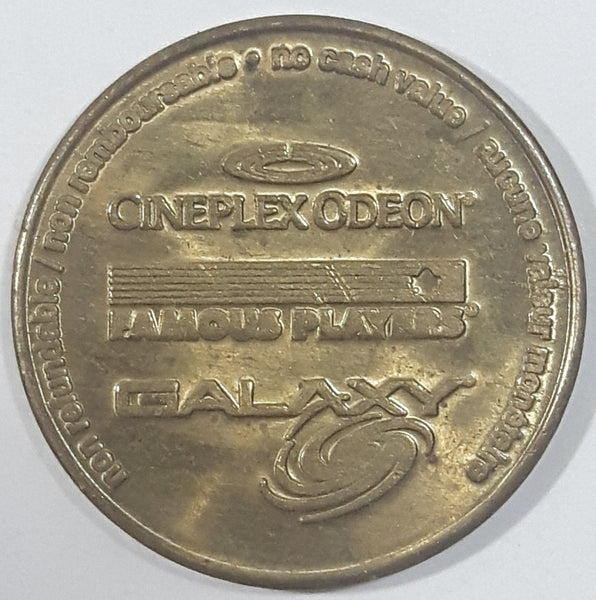 non refundable / non remboursable • no cash value / aucune valeur monétaire
CINEPLEX ODEON
FAMOUS PLAYERS
GALAXY